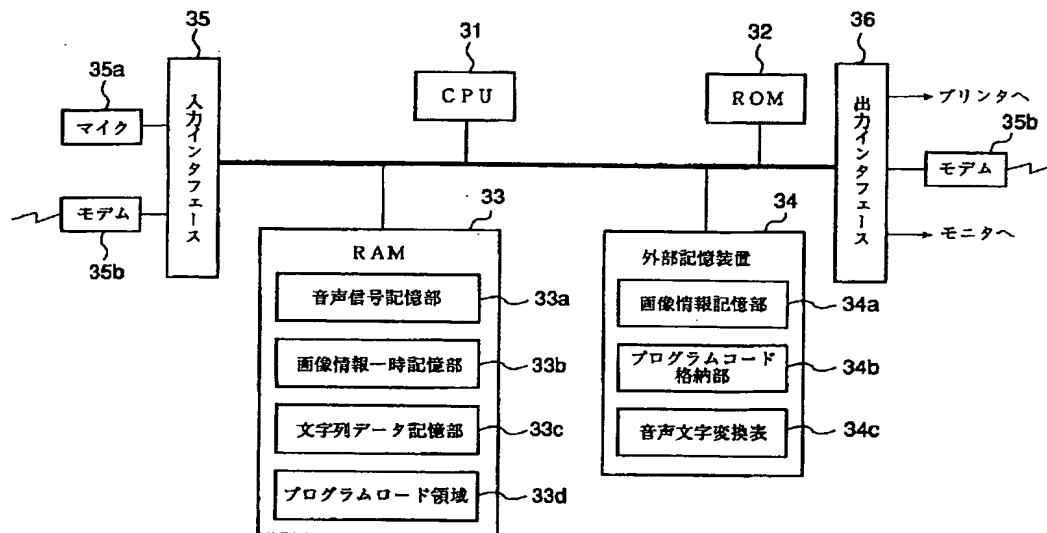 35
31
32
36
35a
マイク
入力インタフェース
CPU
ROM
出力インタフェース
プリンタへ
35b
モデム
モデム
35b
モニタへ
33
RAM
音声信号記憶部
33a
画像情報一時記憶部
33b
文字列データ記憶部
33c
プログラムロード領域
33d
34
外部記憶装置
画像情報記憶部
34a
プログラムコード
格納部
34b
音声文字変換表
34c